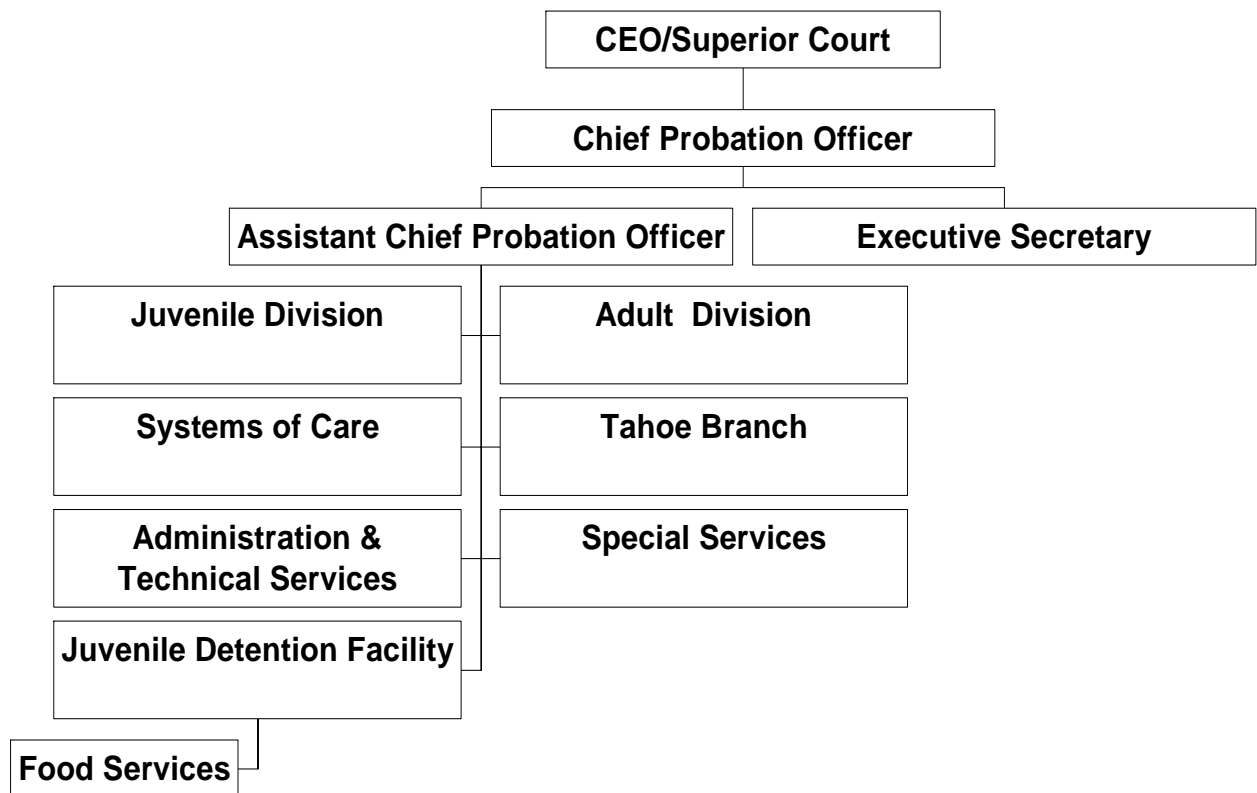 CEO/Superior Court
Chief Probation Officer
Assistant Chief Probation Officer
Executive Secretary
Juvenile Division
Adult  Division
Systems of Care
Tahoe Branch
Administration &
Technical Services
Special Services
Juvenile Detention Facility
Food Services